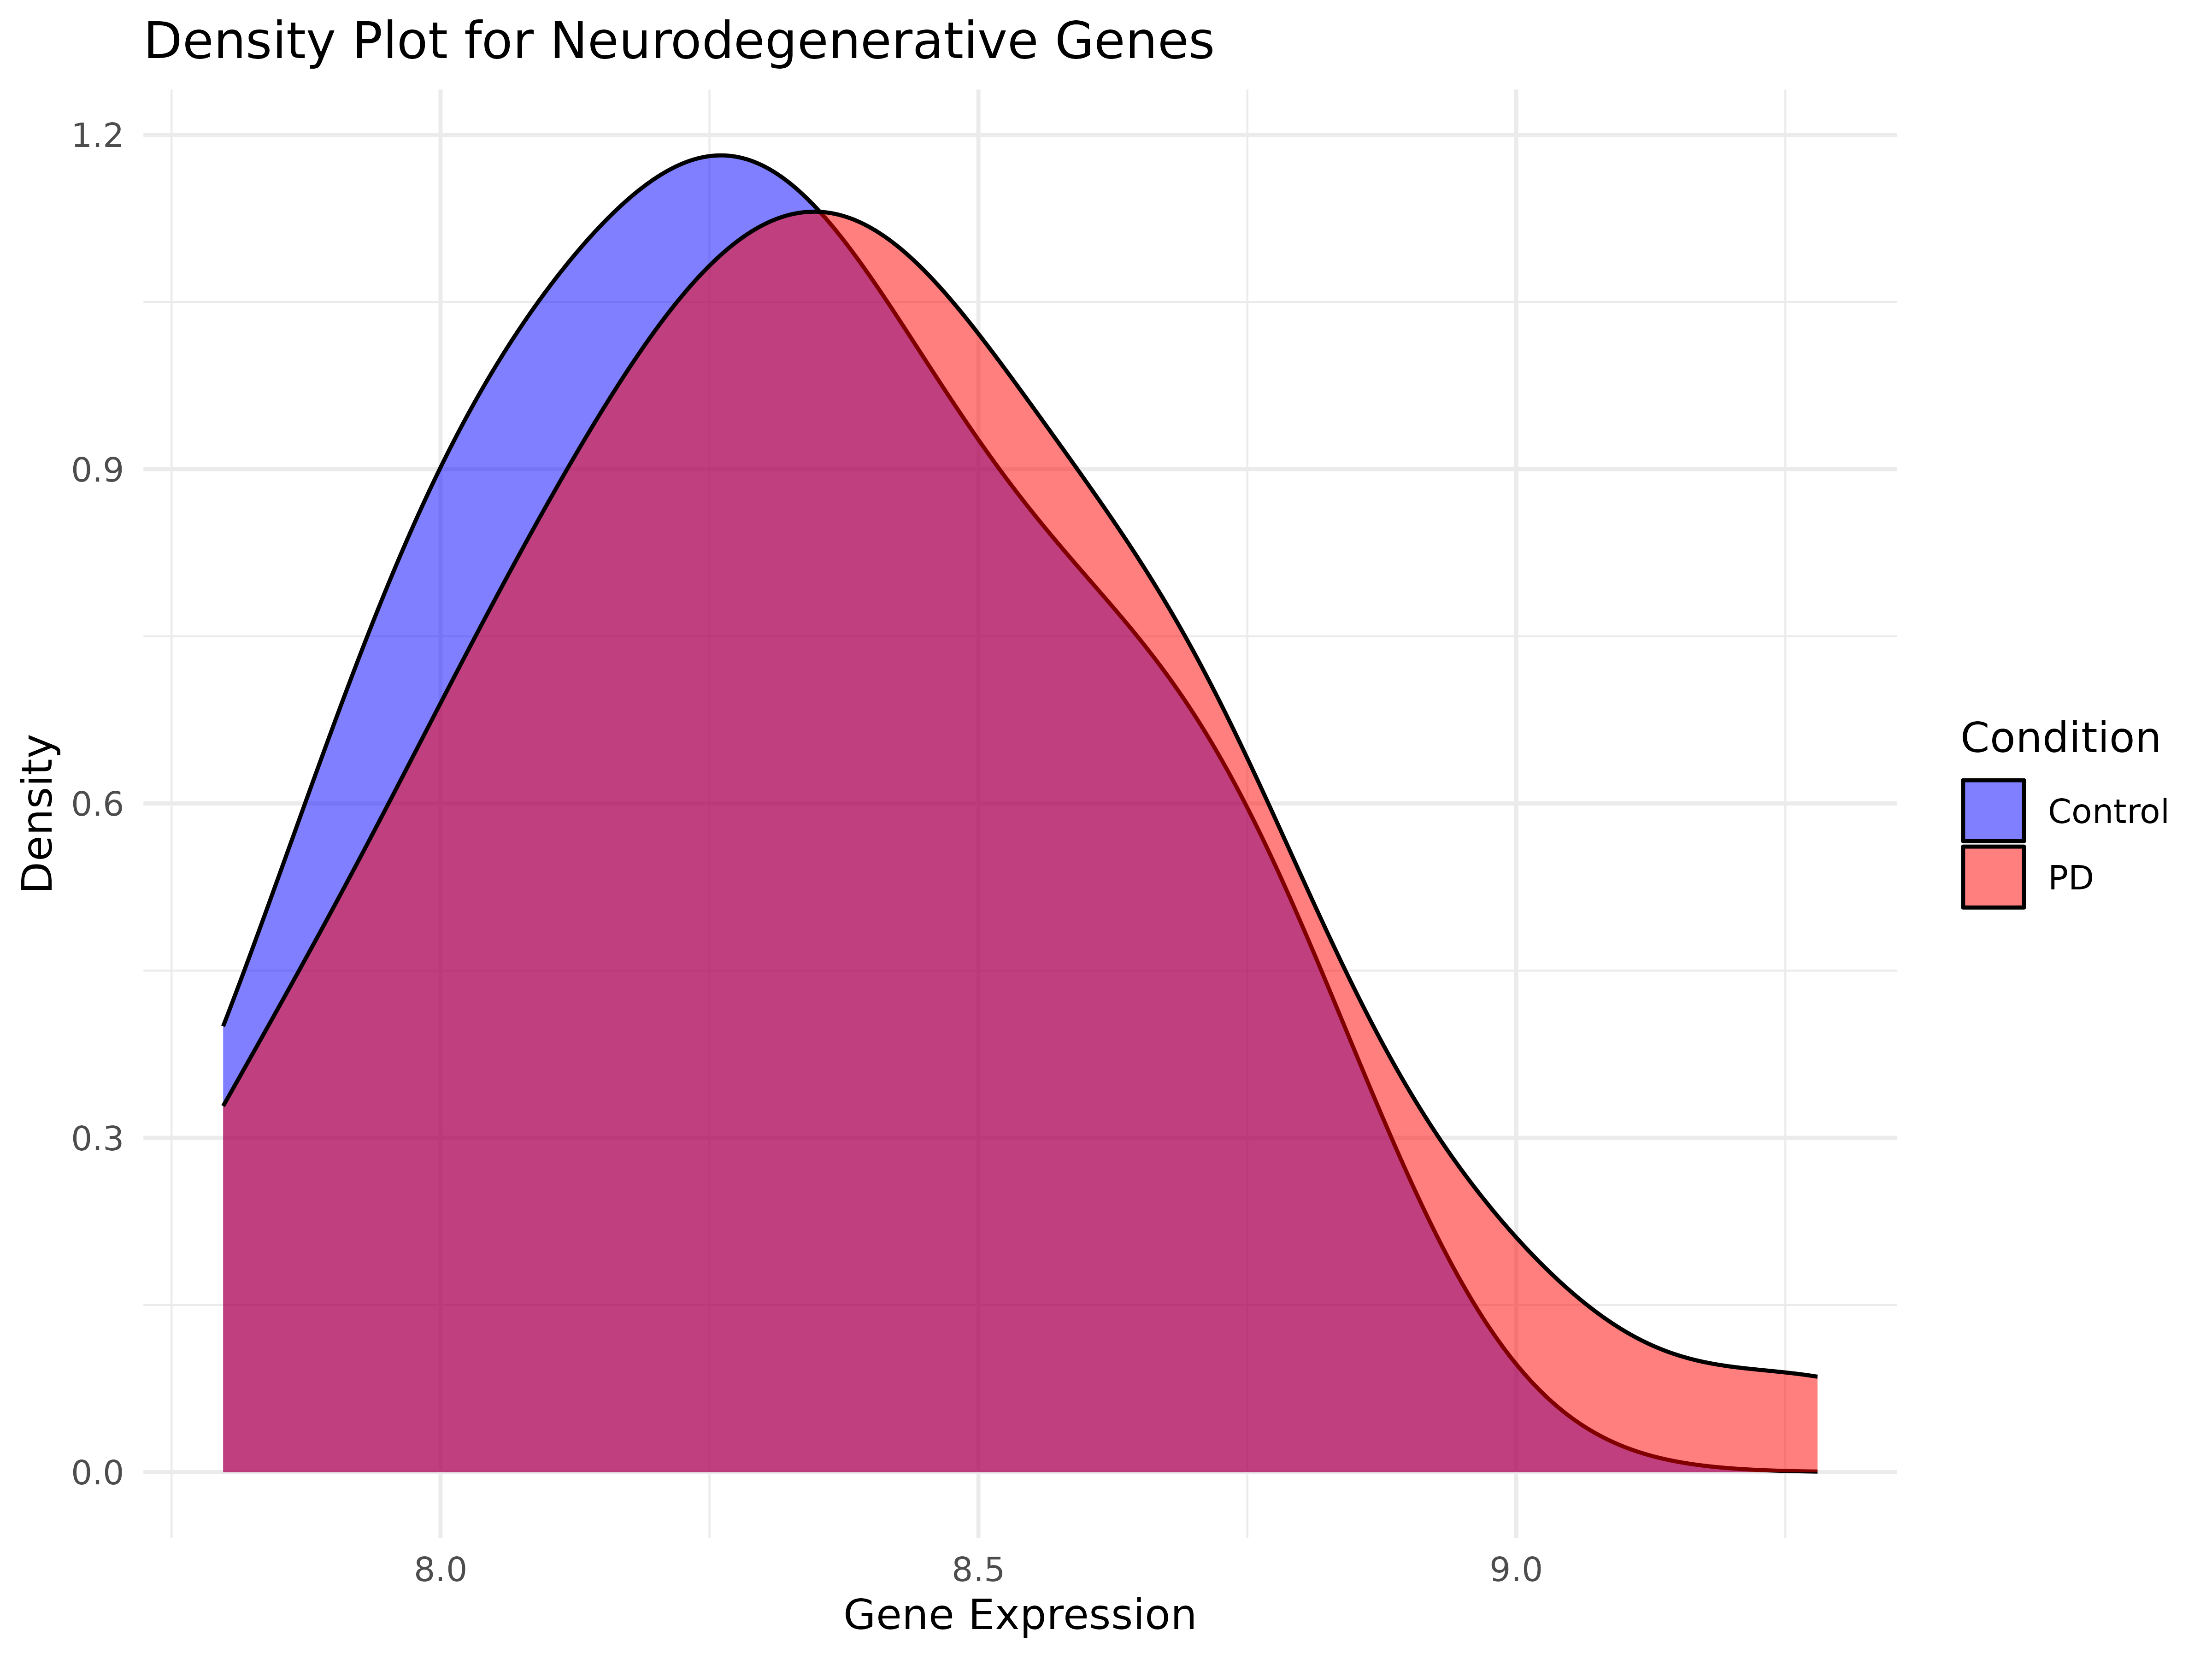 Density Plot for Neurodegenerative Genes
1.2
0.9
0.6
0.3
0.0
Density
8.0 8.5 9.0
Gene Expression
Condition
Control
PD